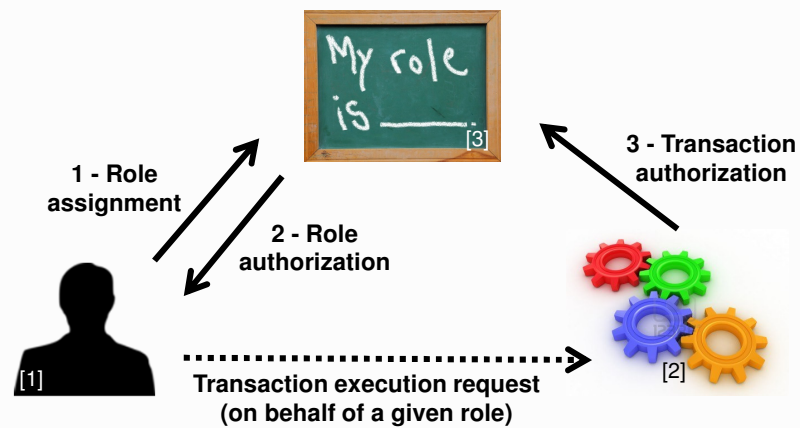 My role
is ______.
[3]
1 - Role
assignment
3 - Transaction
authorization
2 - Role
authorization
[1]
[2]
Transaction execution request
(on behalf of a given role)